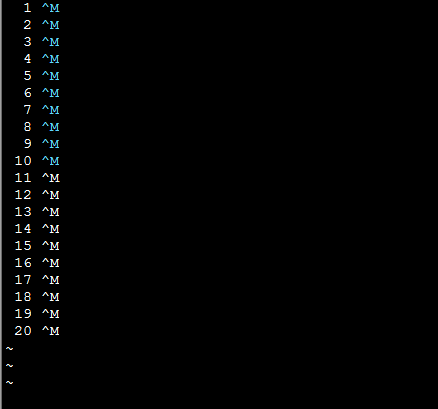 1 ^M
2 ^M
3 ^M
4 ^M
5 ^M
6 ^M
7 ^M
8 ^M
9 ^M
10 ^M
11 ^M
12 ^M
13 ^M
14 ^M
15 ^M
16 ^M
17 ^M
18 ^M
19 ^M
20 ^M
~
~
~